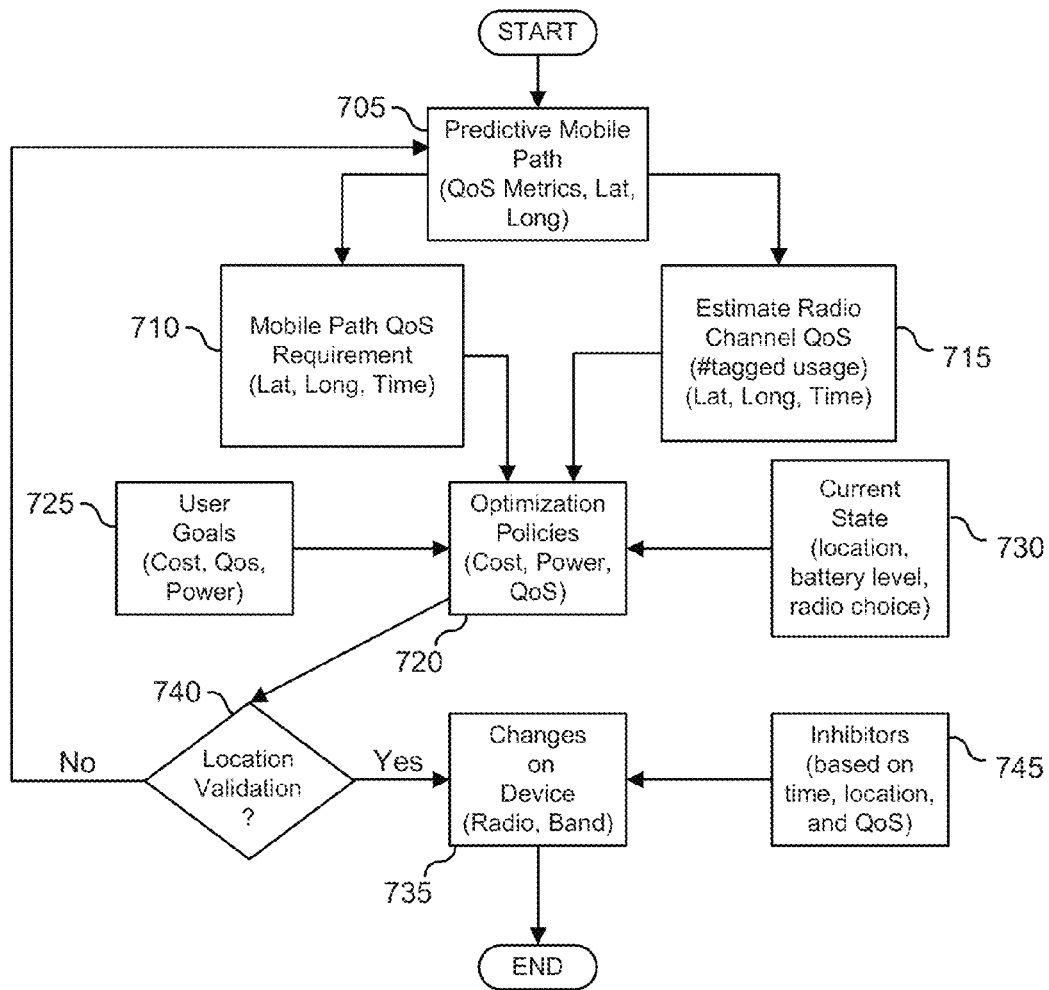 START
705
Predictive Mobile
Path
(QoS Metrics, Lat,
Long)
710
Mobile Path QoS
Requirement
(Lat, Long, Time)
Estimate Radio
Channel QoS
(#tagged usage)
(Lat, Long, Time)
715
725
User
Goals
(Cost, Qos,
Power)
Optimization
Policies
(Cost, Power,
QoS)
720
Current
State
(location,
battery level,
radio choice)
730
740
Location
Validation
?
No
Yes
Changes
on
Device
(Radio, Band)
735
Inhibitors
(based on
time, location,
and QoS)
745
END